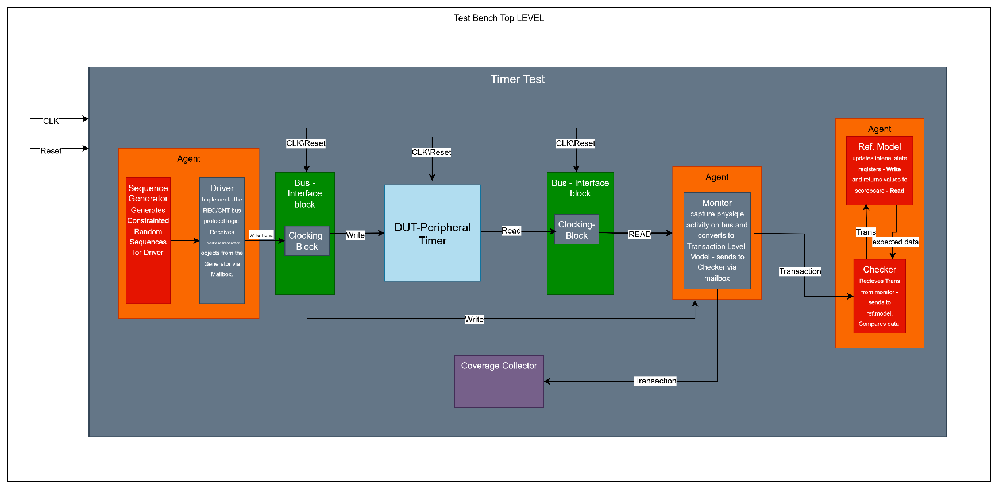 Test Bench Top LEVEL
Timer Test
CLK
Reset
Agent
Sequence
Generator
Generates
Constrainted
Random
Sequences
for Driver
Driver
Implements the
REQ/GNT bus
protocol logic.
Receives
TimerBaseTransaction
objects from the
Generator via
Mailbox.
Write Trans.
CLK\Reset
Bus -
Interface
block
Clocking-
Block
Write
CLK\Reset
DUT-Peripheral
Timer
Read
CLK\Reset
Bus - Interface
block
Clocking-
Block
READ
Write
Agent
Monitor
capture physiqle
activity on bus and
converts to
Transaction Level
Model - sends to
Checker via
mailbox
Transaction
Agent
Ref. Model
updates intenal state
registers - Write
and returns values to
scoreboard - Read
Trans
expected data
Checker
Recieves Trans
from monitor -
sends to
ref.model.
Compares data
Coverage Collector
Transaction